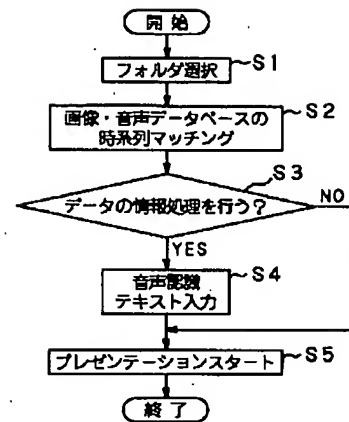 開始
フォルダ選択
S1
画像・音声データベースの
時系列マッチング
S2
データの情報処理を行う?
S3
NO
YES
音声認識
テキスト入力
S4
プレゼンテーションスタート
S5
終了